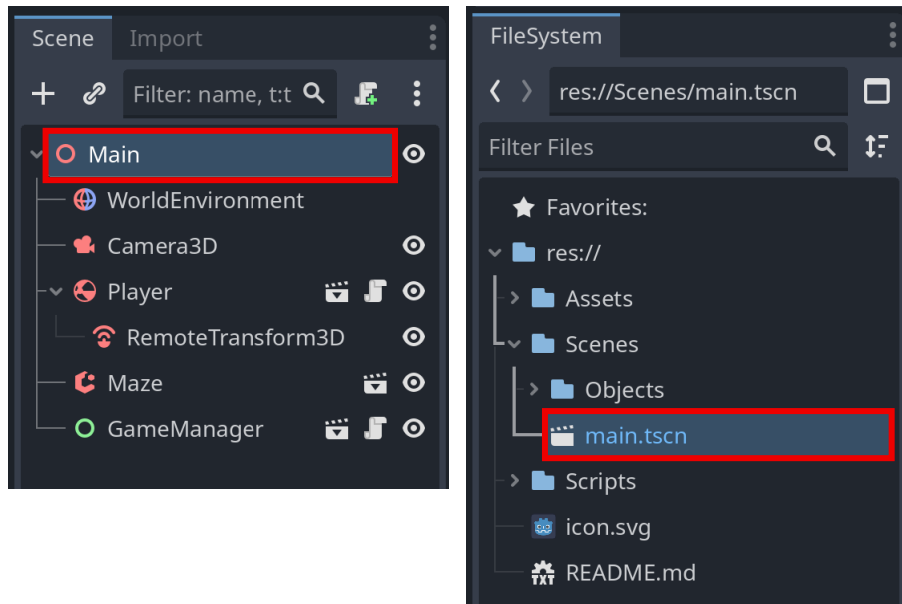 Scene
Import
Filter: name, t:t
Main
WorldEnvironment
Camera3D
Player
RemoteTransform3D
Maze
GameManager
FileSystem
res://Scenes/main.tscn
Filter Files
Favorites:
res://
Assets
Scenes
Objects
main.tscn
Scripts
icon.svg
TXT
README.md